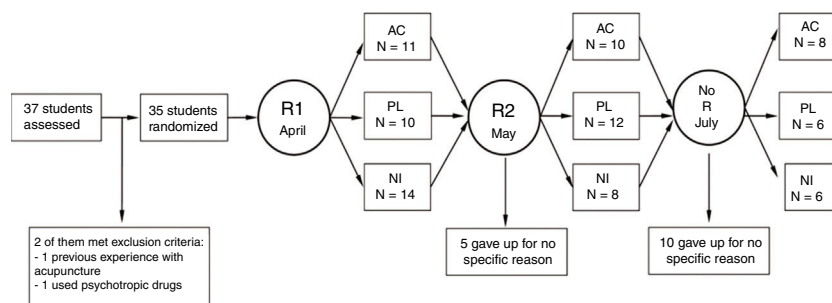 37 students
assessed
35 students
randomized
R1
April
AC
N = 11
PL
N = 10
NI
N = 14
R2
May
AC
N = 10
PL
N = 12
NI
N = 8
No
R
July
AC
N = 8
PL
N = 6
NI
N = 6
2 of them met exclusion criteria:
- 1 previous experience with
acupuncture
- 1 used psychotropic drugs
5 gave up for no
specific reason
10 gave up for no
specific reason